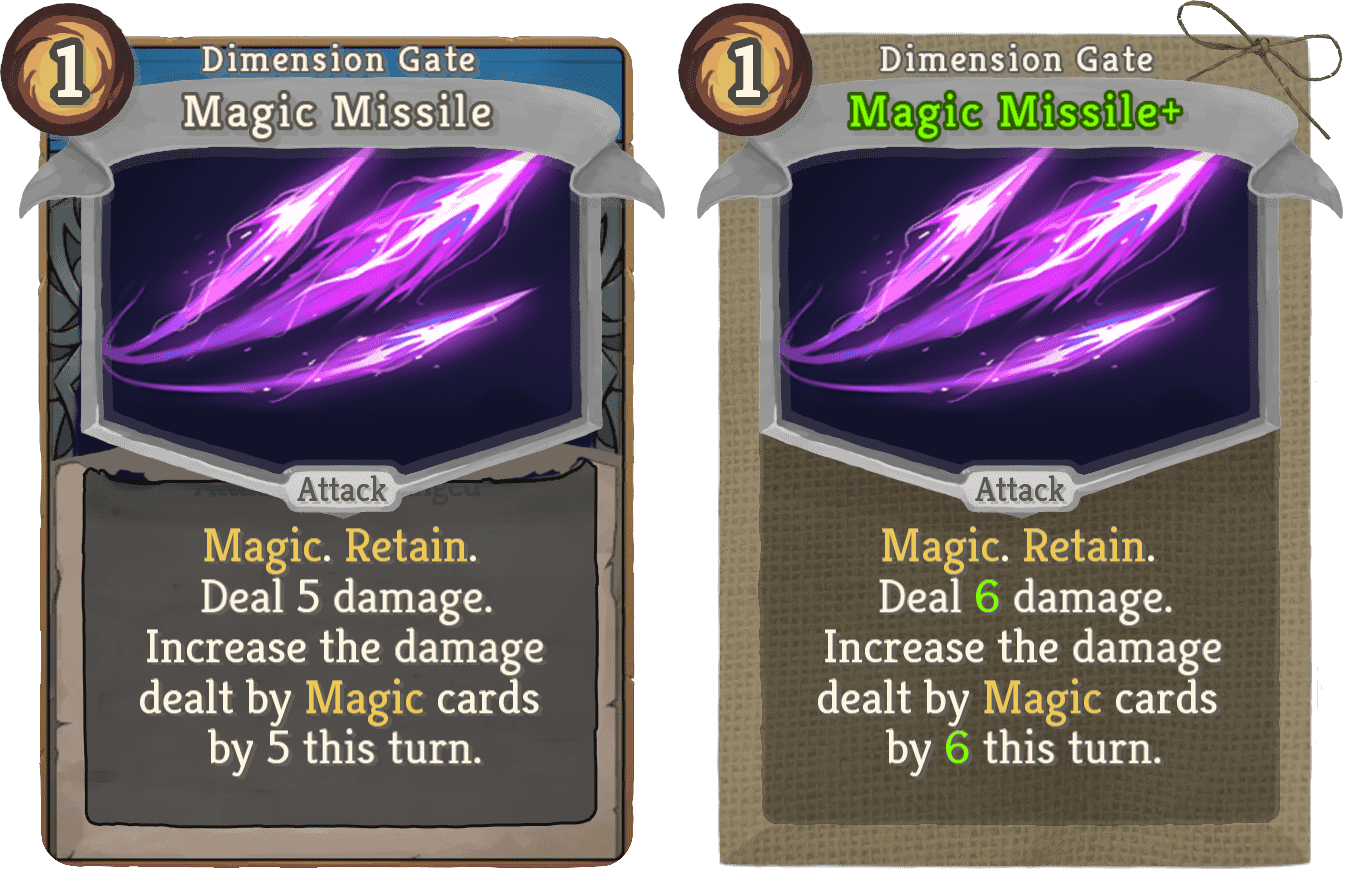 1
Dimension Gate
Magic Missile
Attack
Magic. Retain.
Deal 5 damage.
Increase the damage
dealt by Magic cards
by 5 this turn.
1
Dimension Gate
Magic Missile+
Attack
Magic. Retain.
Deal 6 damage.
Increase the damage
dealt by Magic cards
by 6 this turn.